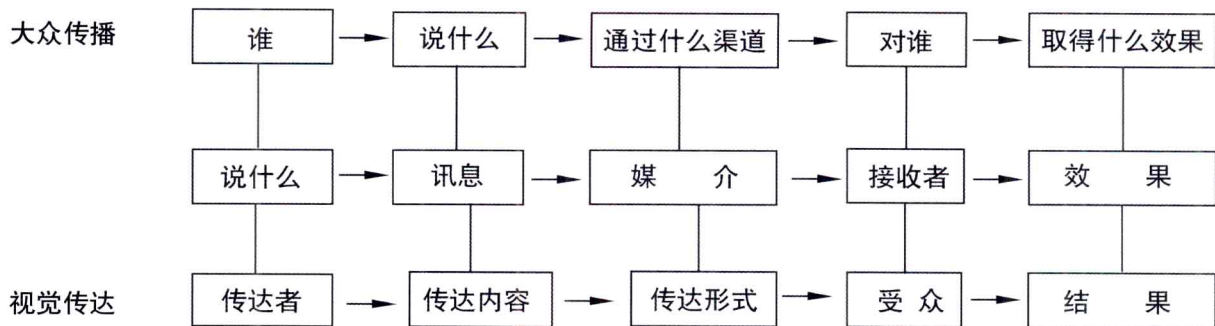 大众传播 谁 说什么 通过什么渠道 对谁 取得什么效果
说什么 讯息 媒 介 接收者 效 果
视觉传达 传达者 传达内容 传达形式 受 众 结 果